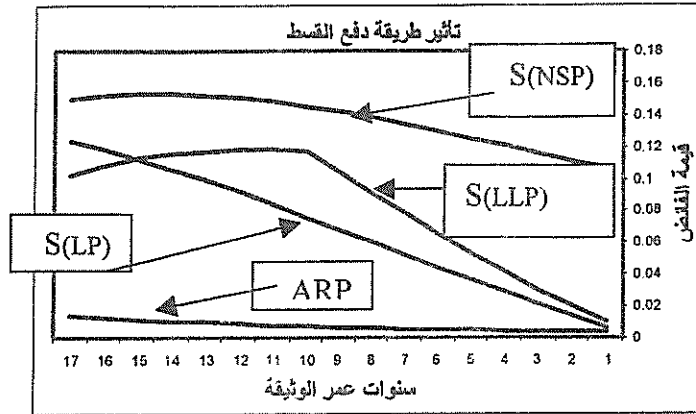 تأثير طريقة دفع القسط
S(NSP)
S(LLP)
S(LP)
ARP
0.18
0.16
0.14
0.12
0.1
0.08
0.06
0.04
0.02
0
قيمة الفائض
17 16 15 14 13 12 11 10 9 8 7 6 5 4 3 2 1
سنوات عمر الوثيقة